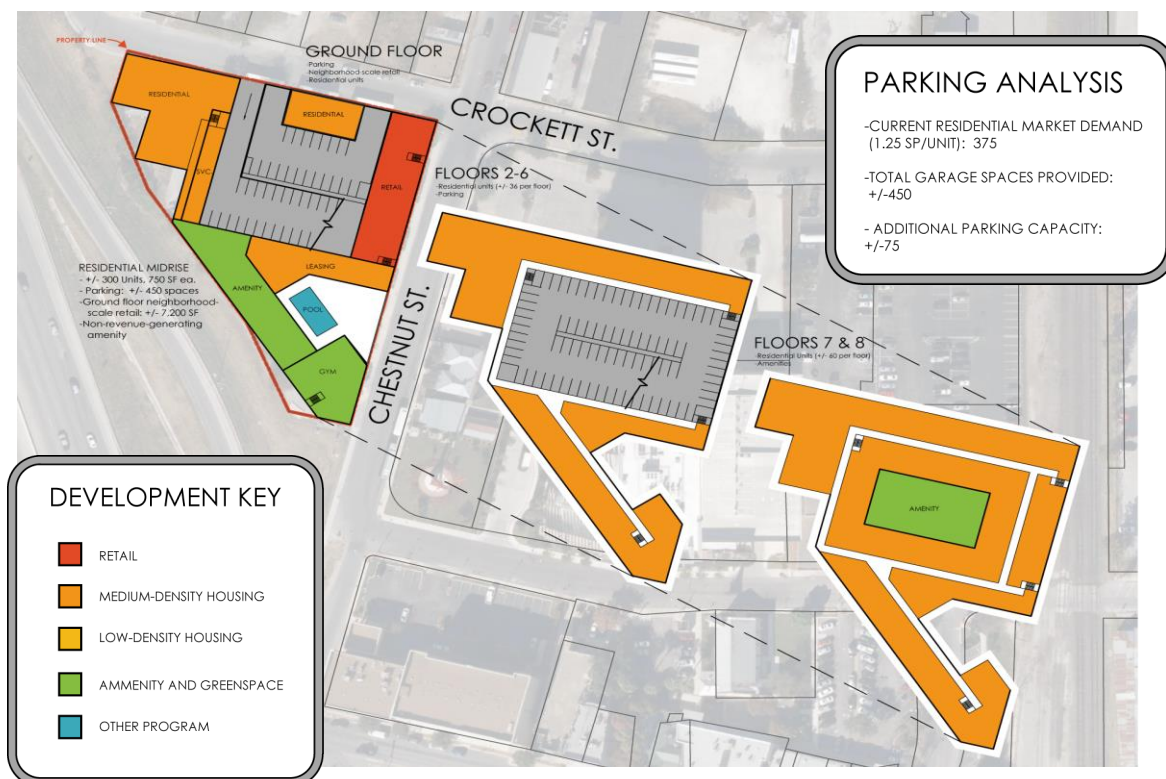 PROPERTY LINE
GROUND FLOOR
-Parking
-Neighborhood-scale retail
-Residential units
RESIDENTIAL
RESIDENTIAL
SVC
RETAIL
LEASING
AMENITY
POOL
GYM
CROCKETT ST.
CHESTNUT ST.
RESIDENTIAL MIDRISE
- +/- 300 Units, 750 SF ea.
- Parking: +/- 450 spaces
-Ground floor neighborhood-
scale retail: +/- 7,200 SF
-Non-revenue-generating
amenity
FLOORS 2-6
-Residential units (+/- 36 per floor)
-Parking
FLOORS 7 & 8
-Residential Units (+/- 60 per floor)
-Amenities
AMENITY
PARKING ANALYSIS
-CURRENT RESIDENTIAL MARKET DEMAND
(1.25 SP/UNIT): 375
-TOTAL GARAGE SPACES PROVIDED:
+/-450
- ADDITIONAL PARKING CAPACITY:
+/-75
DEVELOPMENT KEY
RETAIL
MEDIUM-DENSITY HOUSING
LOW-DENSITY HOUSING
AMMENITY AND GREENSPACE
OTHER PROGRAM